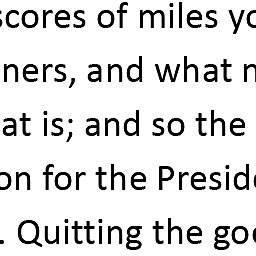 scores of miles yo
ners, and what n
at is; and so the
on for the Preside
. Quitting the goo